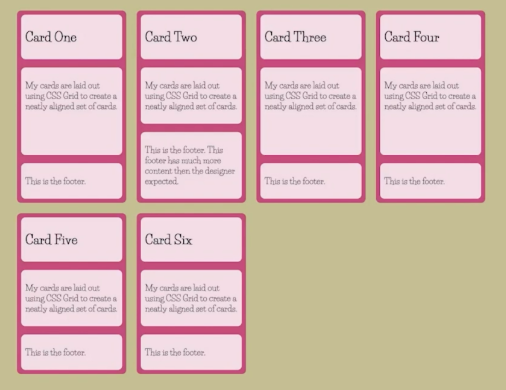 Card One
My cards are laid out
using CSS Grid to create a
neatly aligned set of cards.
This is the footer.
Card Two
My cards are laid out
using CSS Grid to create a
neatly aligned set of cards.
This is the footer. This
footer has much more
content then the designer
expected.
Card Three
My cards are laid out
using CSS Grid to create a
neatly aligned set of cards.
This is the footer.
Card Four
My cards are laid out
using CSS Grid to create a
neatly aligned set of cards.
This is the footer.
Card Five
My cards are laid out
using CSS Grid to create a
neatly aligned set of cards.
This is the footer.
Card Six
My cards are laid out
using CSS Grid to create a
neatly aligned set of cards.
This is the footer.